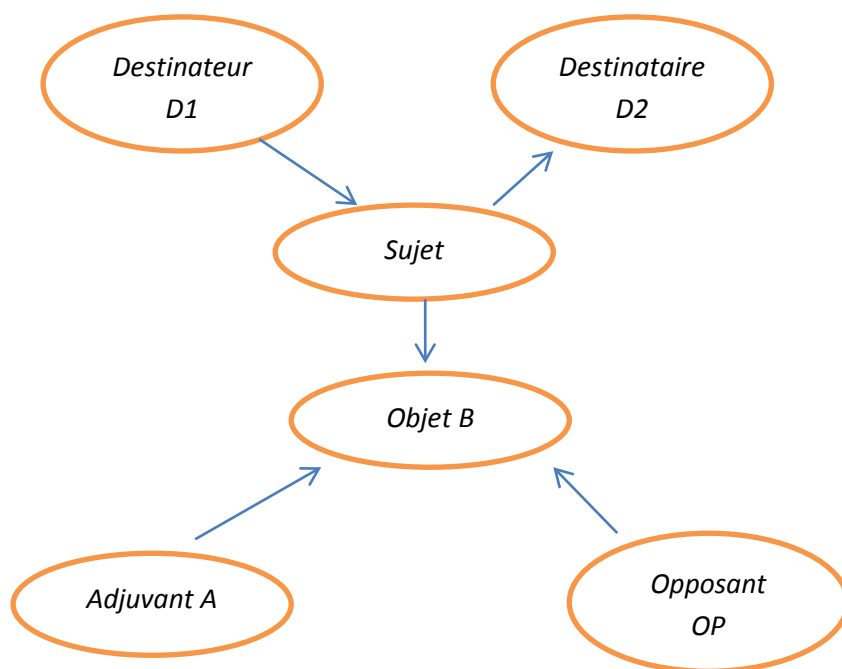 Destinateur
D1
Destinataire
D2
Sujet
Objet B
Adjuvant A
Opposant
OP